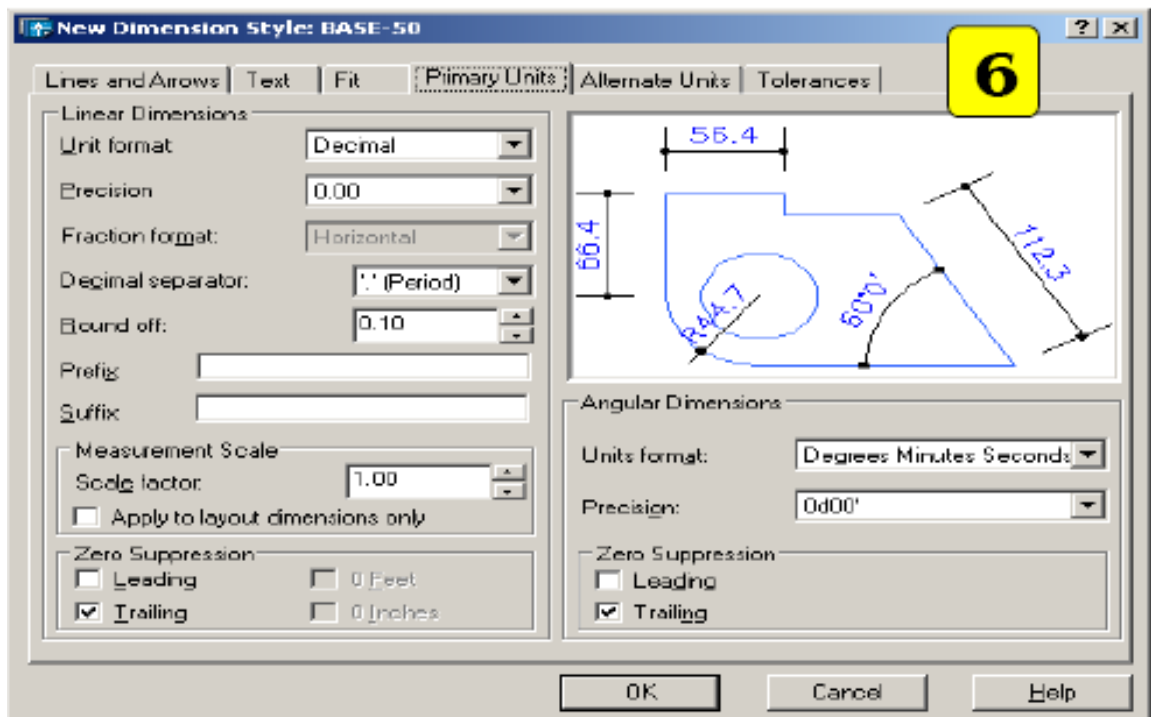 New Dimension Style: BASE-50
6
Lines and Arrows Text Fit Primary Units Alternate Units Tolerances
Linear Dimensions
Unit format Decimal
Precision 0.00
Fraction format: Horizontal
Decimal separator: '.' (Period)
Round off: 0.10
Prefix
Suffix
Measurement Scale
Scale factor: 1.00
Apply to layout dimensions only
Zero Suppression
Leading 0 Feet
Trailing 0 Inches
56.4
66.4
112.3
R44.7
60°0'
Angular Dimensions
Units format: Degrees Minutes Seconds
Precision: 0d00'
Zero Suppression
Leading
Trailing
OK Cancel Help